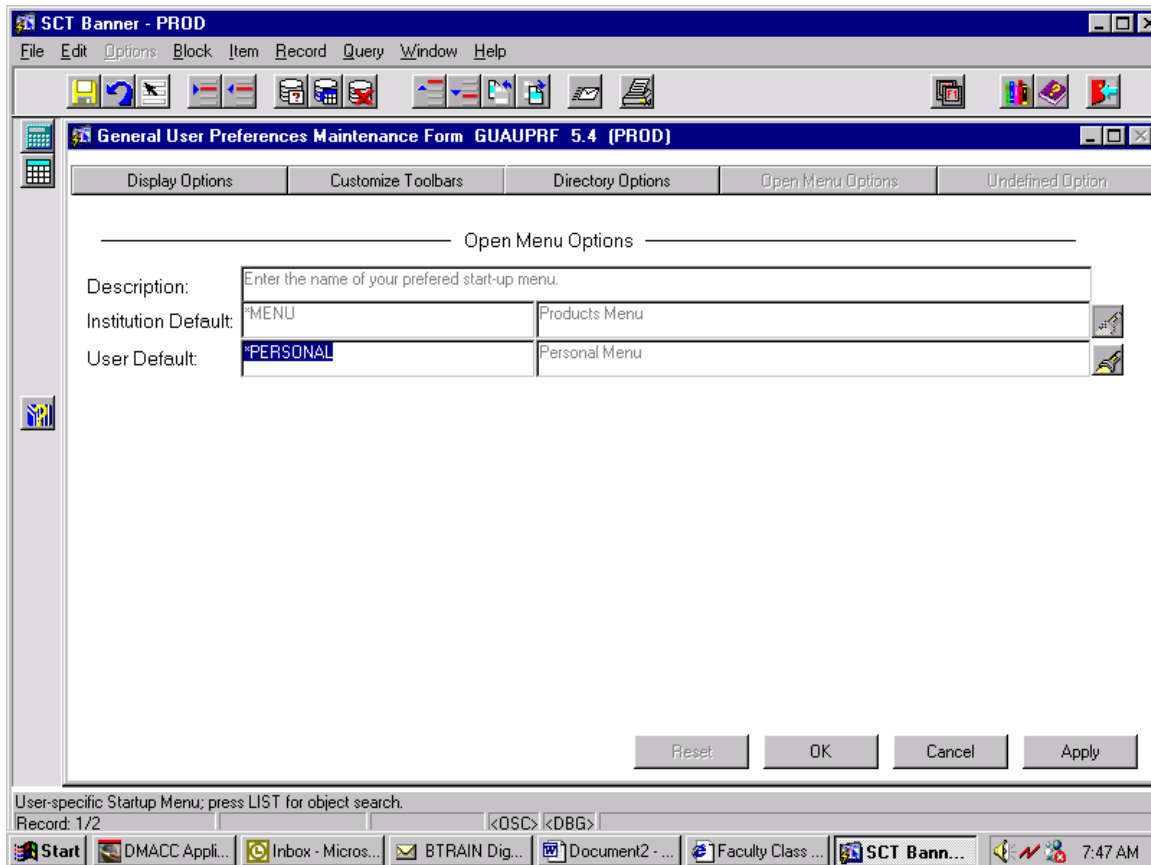 SCT Banner - PROD
File Edit Options Block Item Record Query Window Help
General User Preferences Maintenance Form GUAUPRF 5.4 (PROD)
Display Options Customize Toolbars Directory Options Open Menu Options Undefined Option
Open Menu Options
Description: Enter the name of your prefered start-up menu.
Institution Default: *MENU Products Menu
User Default: *PERSONAL Personal Menu
Reset OK Cancel Apply
User-specific Startup Menu; press LIST for object search.
Record: 1/2 <OSC> <DBG>
Start DMACC Appli... Inbox - Micros... BTRAIN Dig... Document2 - ... Faculty Class ... SCT Bann... 7:47 AM